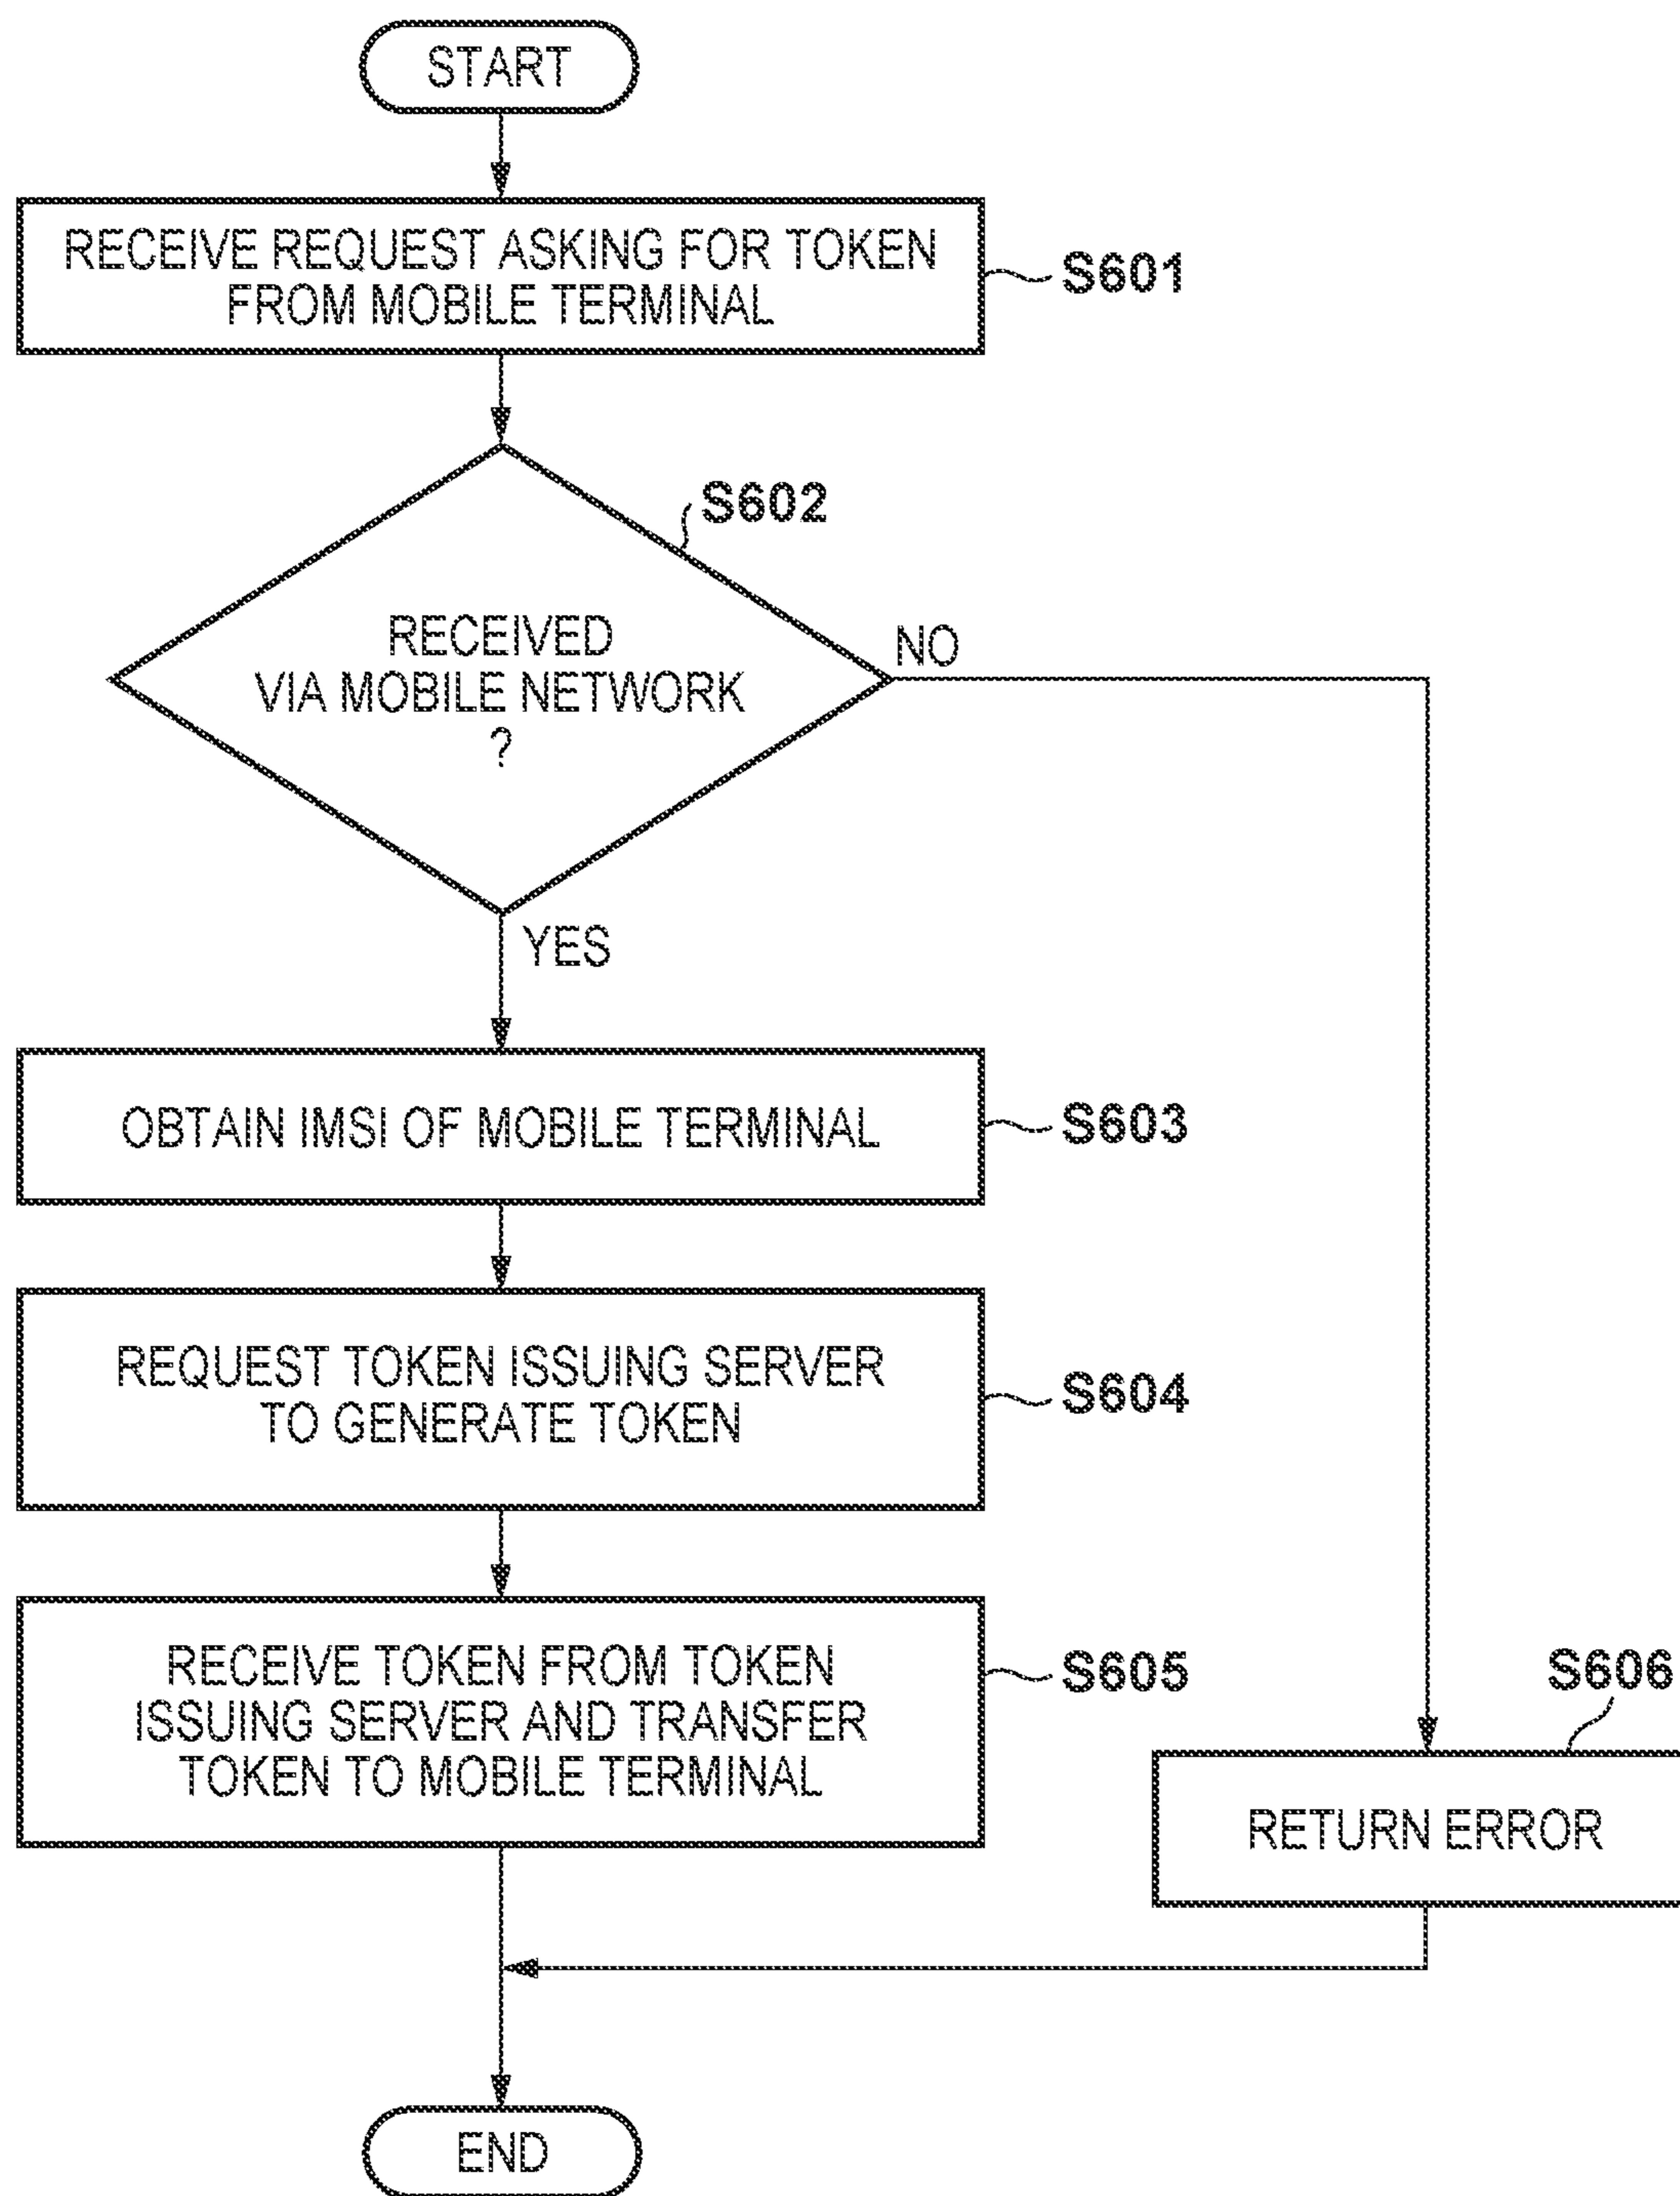 START
RECEIVE REQUEST ASKING FOR TOKEN
FROM MOBILE TERMINAL
S601
S602
RECEIVED
VIA MOBILE NETWORK
?
NO
YES
OBTAIN IMSI OF MOBILE TERMINAL
S603
REQUEST TOKEN ISSUING SERVER
TO GENERATE TOKEN
S604
RECEIVE TOKEN FROM TOKEN
ISSUING SERVER AND TRANSFER
TOKEN TO MOBILE TERMINAL
S605
S606
RETURN ERROR
END